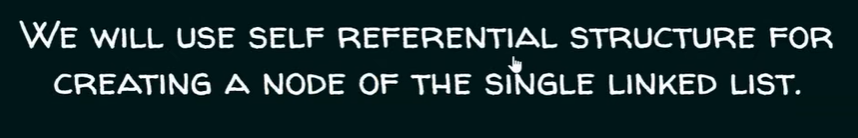 We will use self referential structure for
creating a node of the single linked list.